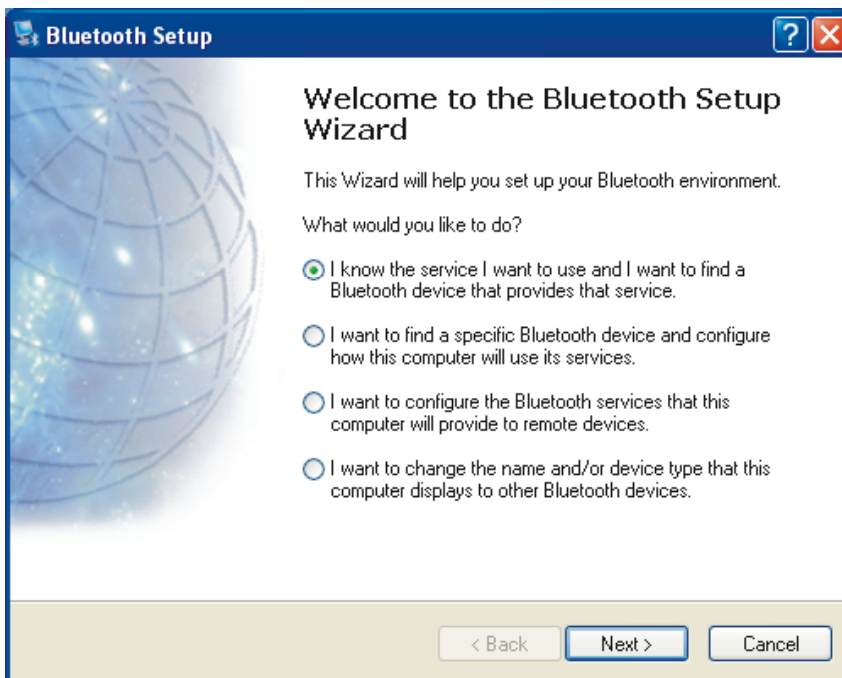 Bluetooth Setup
?
Welcome to the Bluetooth Setup
Wizard
This Wizard will help you set up your Bluetooth environment.
What would you like to do?
I know the service I want to use and I want to find a
Bluetooth device that provides that service.
I want to find a specific Bluetooth device and configure
how this computer will use its services.
I want to configure the Bluetooth services that this
computer will provide to remote devices.
I want to change the name and/or device type that this
computer displays to other Bluetooth devices.
< Back
Next >
Cancel